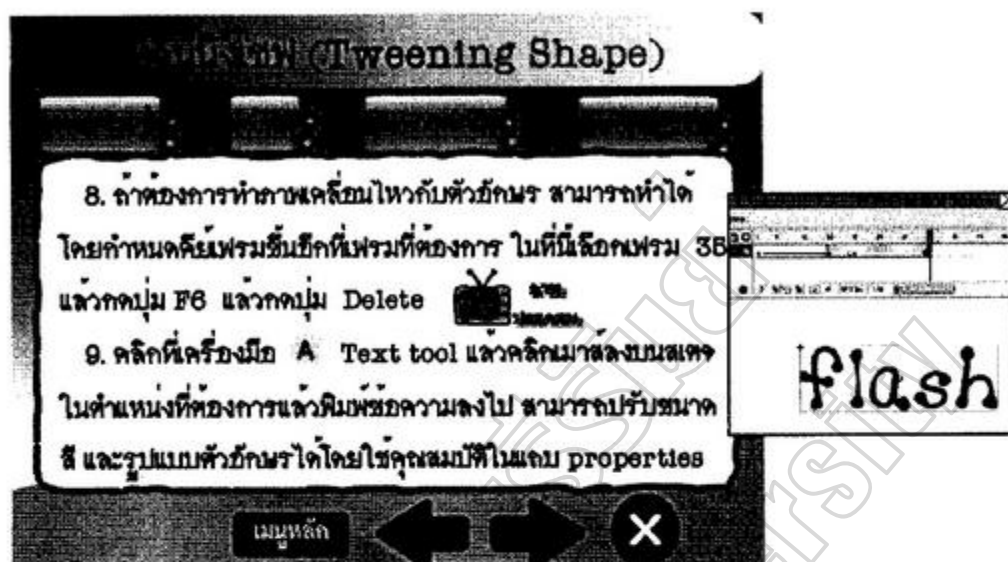 (Tweening Shape)
8. ถ้าต้องการทำภาพเคลื่อนไหวกับตัวอักษร สามารถทำได้
โดยกำหนดคีย์เฟรมขึ้นอีกที่เฟรมที่ต้องการ ในที่นี้เลือกเฟรม 35
แล้วกดปุ่ม F6 แล้วกดปุ่ม Delete
9. คลิกที่เครื่องมือ A Text tool แล้วคลิกเมาส์ลงบนสเตจ
ในตำแหน่งที่ต้องการแล้วพิมพ์ข้อความลงไป สามารถปรับขนาด
สี และรูปแบบตัวอักษรได้โดยใช้คุณสมบัติในแถบ properties
flash
เมนูหลัก